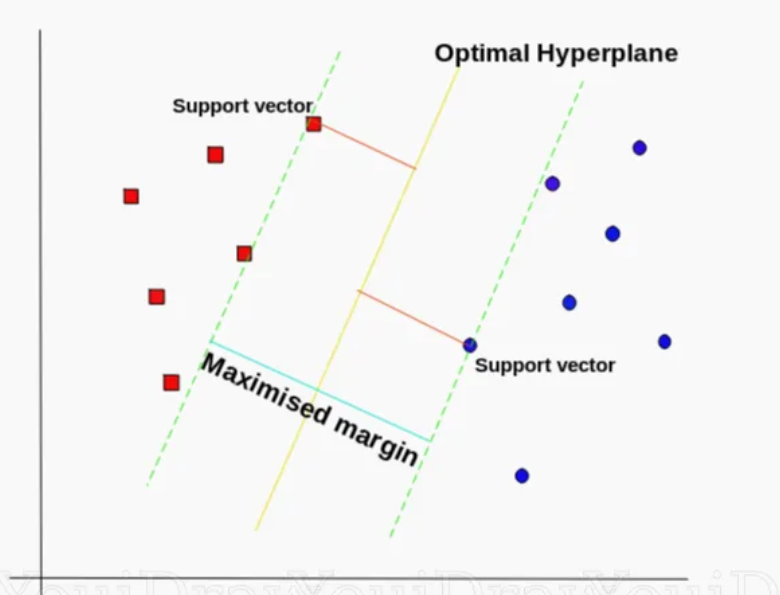 Optimal Hyperplane
Support vector
Support vector
Maximised margin